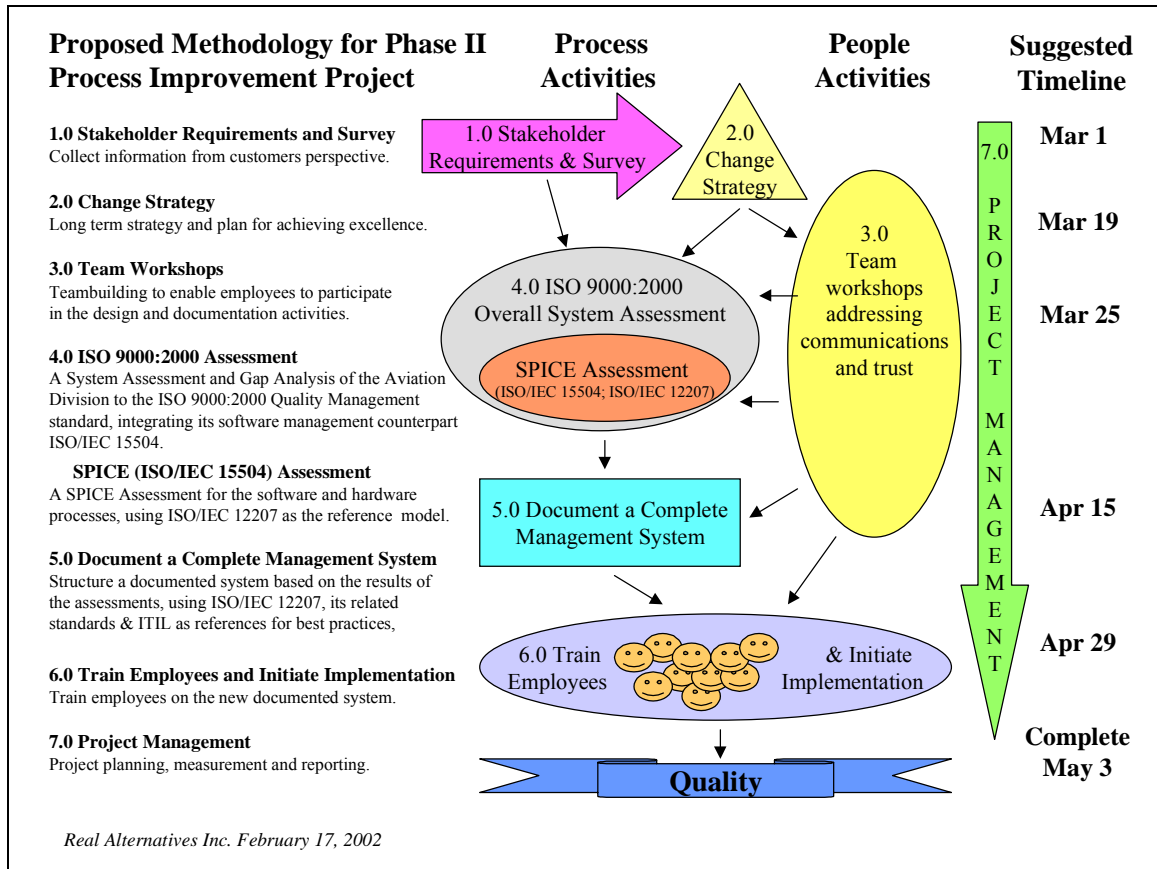 Proposed Methodology for Phase II
Process Improvement Project
Process
Activities
People
Activities
Suggested
Timeline
1.0 Stakeholder Requirements and Survey
Collect information from customers perspective.
2.0 Change Strategy
Long term strategy and plan for achieving excellence.
3.0 Team Workshops
Teambuilding to enable employees to participate
in the design and documentation activities.
4.0 ISO 9000:2000 Assessment
A System Assessment and Gap Analysis of the Aviation
Division to the ISO 9000:2000 Quality Management
standard, integrating its software management counterpart
ISO/IEC 15504.
SPICE (ISO/IEC 15504) Assessment
A SPICE Assessment for the software and hardware
processes, using ISO/IEC 12207 as the reference model.
5.0 Document a Complete Management System
Structure a documented system based on the results of
the assessments, using ISO/IEC 12207, its related
standards & ITIL as references for best practices,
6.0 Train Employees and Initiate Implementation
Train employees on the new documented system.
7.0 Project Management
Project planning, measurement and reporting.
1.0 Stakeholder
Requirements & Survey
2.0
Change
Strategy
3.0
Team
workshops
addressing
communications
and trust
4.0 ISO 9000:2000
Overall System Assessment
SPICE Assessment
(ISO/IEC 15504; ISO/IEC 12207)
5.0 Document a Complete
Management System
6.0 Train
Employees
& Initiate
Implementation
Quality
7.0
PROJECT MANAGEMENT
Mar 1
Mar 19
Mar 25
Apr 15
Apr 29
Complete
May 3
Real Alternatives Inc. February 17, 2002